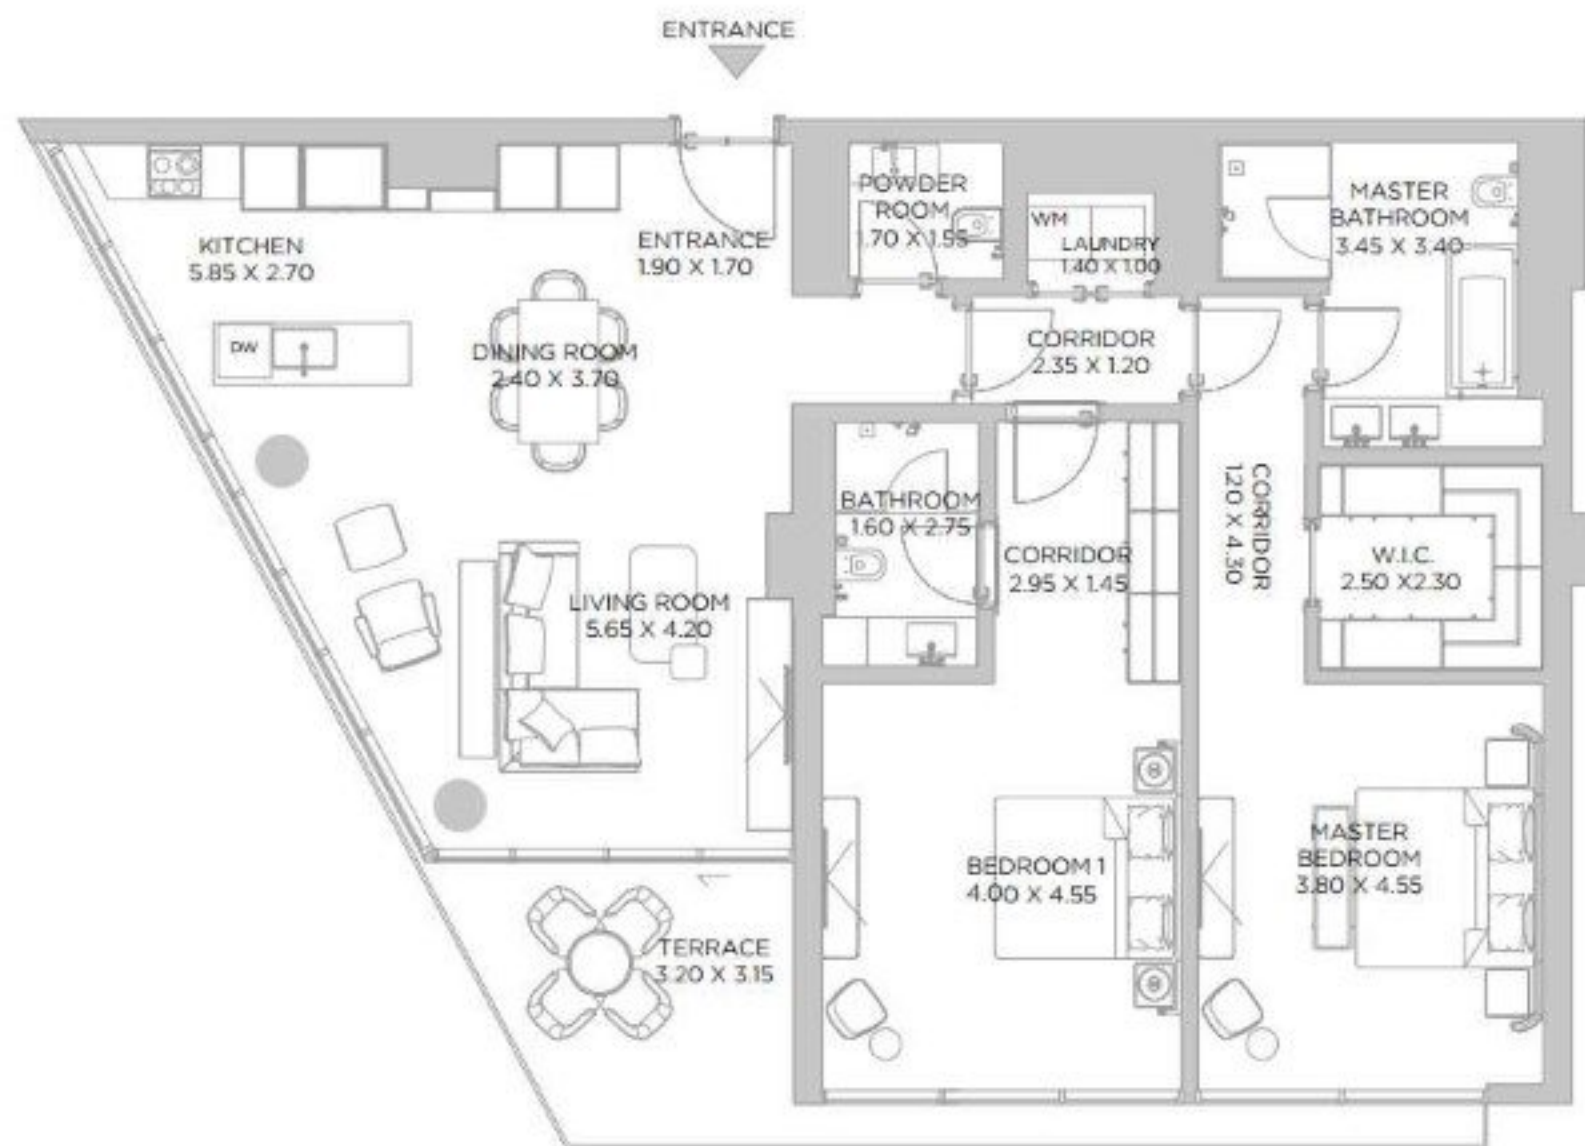 ENTRANCE
KITCHEN
5.85 X 2.70
ENTRANCE
1.90 X 1.70
POWDER
ROOM
1.70 X 1.55
WM
LAUNDRY
1.40 X 1.00
MASTER
BATHROOM
3.45 X 3.40
DW
DINING ROOM
2.40 X 3.70
CORRIDOR
2.35 X 1.20
BATHROOM
1.60 X 2.75
CORRIDOR
2.95 X 1.45
CORRIDOR
1.20 X 4.30
W.I.C.
2.50 X2.30
LIVING ROOM
5.65 X 4.20
BEDROOM 1
4.00 X 4.55
MASTER
BEDROOM
3.80 X 4.55
TERRACE
3.20 X 3.15